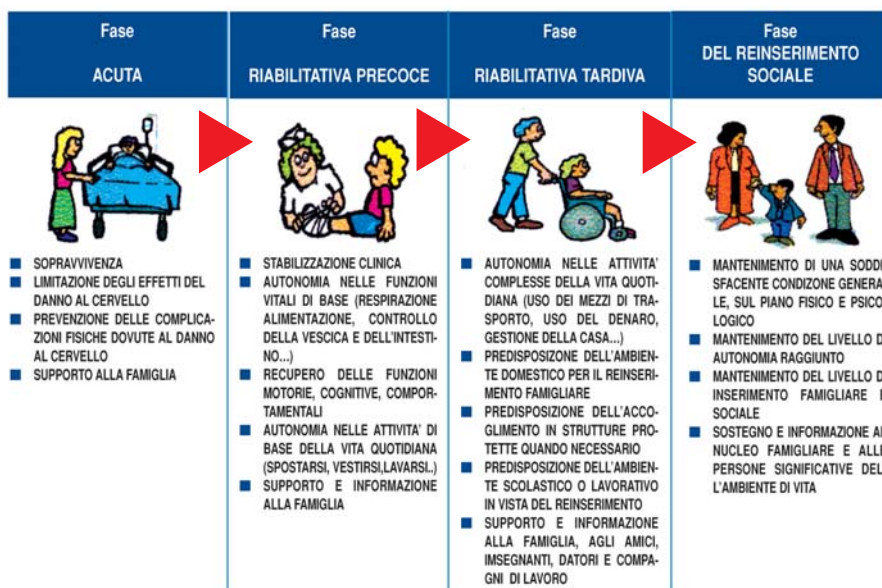 Fase
ACUTA
SOPRAVVIVENZA
LIMITAZIONE DEGLI EFFETTI DEL
DANNO AL CERVELLO
PREVENZIONE DELLE COMPLICA-
ZIONI FISICHE DOVUTE AL DANNO
AL CERVELLO
SUPPORTO ALLA FAMIGLIA
Fase
RIABILITATIVA PRECOCE
STABILIZZAZIONE CLINICA
AUTONOMIA NELLE FUNZIONI
VITALI DI BASE (RESPIRAZIONE
ALIMENTAZIONE, CONTROLLO
DELLA VESCICA E DELL'INTESTI-
NO...)
RECUPERO DELLE FUNZIONI
MOTORIE, COGNITIVE, COMPOR-
TAMENTALI
AUTONOMIA NELLE ATTIVITA' DI
BASE DELLA VITA QUOTIDIANA
(SPOSTARSI, VESTIRSI,LAVARSI..)
SUPPORTO E INFORMAZIONE
ALLA FAMIGLIA
Fase
RIABILITATIVA TARDIVA
AUTONOMIA NELLE ATTIVITA'
COMPLESSE DELLA VITA QUOTI-
DIANA (USO DEI MEZZI DI TRA-
SPORTO, USO DEL DENARO,
GESTIONE DELLA CASA...)
PREDISPOSIZONE DELL'AMBIEN-
TE DOMESTICO PER IL REINSERI-
MENTO FAMIGLIARE
PREDISPOSIZIONE DELL'ACCO-
GLIMENTO IN STRUTTURE PRO-
TETTE QUANDO NECESSARIO
PREDISPOSIZIONE DELL'AMBIEN-
TE SCOLASTICO O LAVORATIVO
IN VISTA DEL REINSERIMENTO
SUPPORTO E INFORMAZIONE
ALLA FAMIGLIA, AGLI AMICI,
IMSEGNANTI, DATORI E COMPA-
GNI DI LAVORO
Fase
DEL REINSERIMENTO
SOCIALE
MANTENIMENTO DI UNA SODDI
SFACENTE CONDIZONE GENERA
LE, SUL PIANO FISICO E PSICO
LOGICO
MANTENIMENTO DEL LIVELLO D
AUTONOMIA RAGGIUNTO
MANTENIMENTO DEL LIVELLO D
INSERIMENTO FAMIGLIARE
SOCIALE
SOSTEGNO E INFORMAZIONE A
NUCLEO FAMIGLIARE E ALL
PERSONE SIGNIFICATIVE DEL
L'AMBIENTE DI VITA